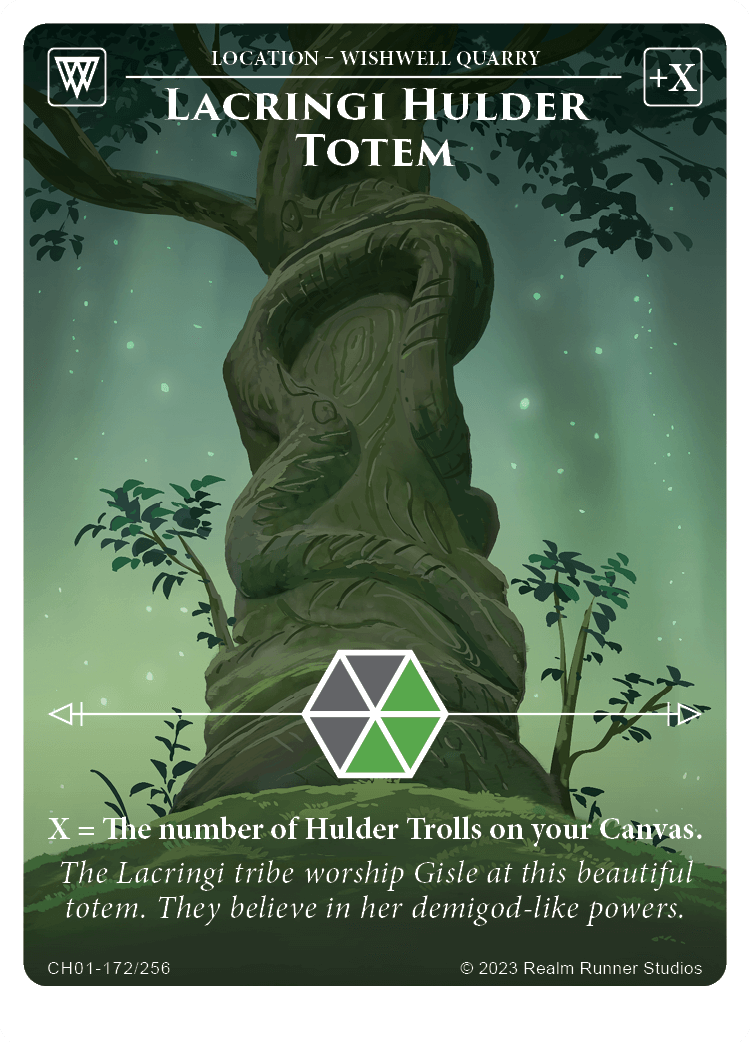 LOCATION – WISHWELL QUARRY
+X
LACRINGI HULDER
TOTEM
X = The number of Hulder Trolls on your Canvas.
The Lacringi tribe worship Gisle at this beautiful
totem. They believe in her demigod-like powers.
CH01-172/256
© 2023 Realm Runner Studios